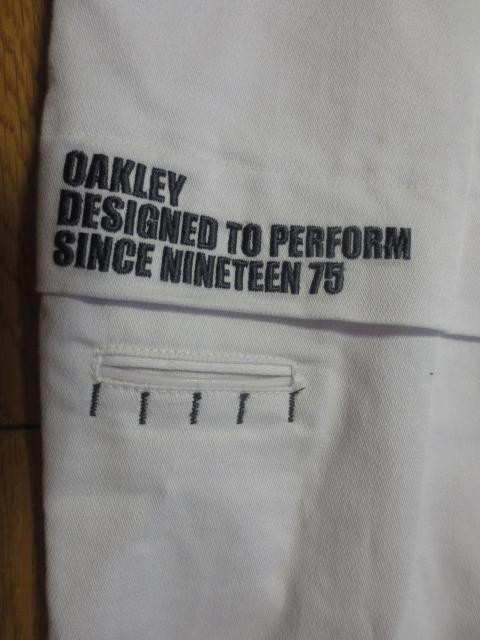 OAKLEY
DESIGNED TO PERFORM
SINCE NINETEEN 75